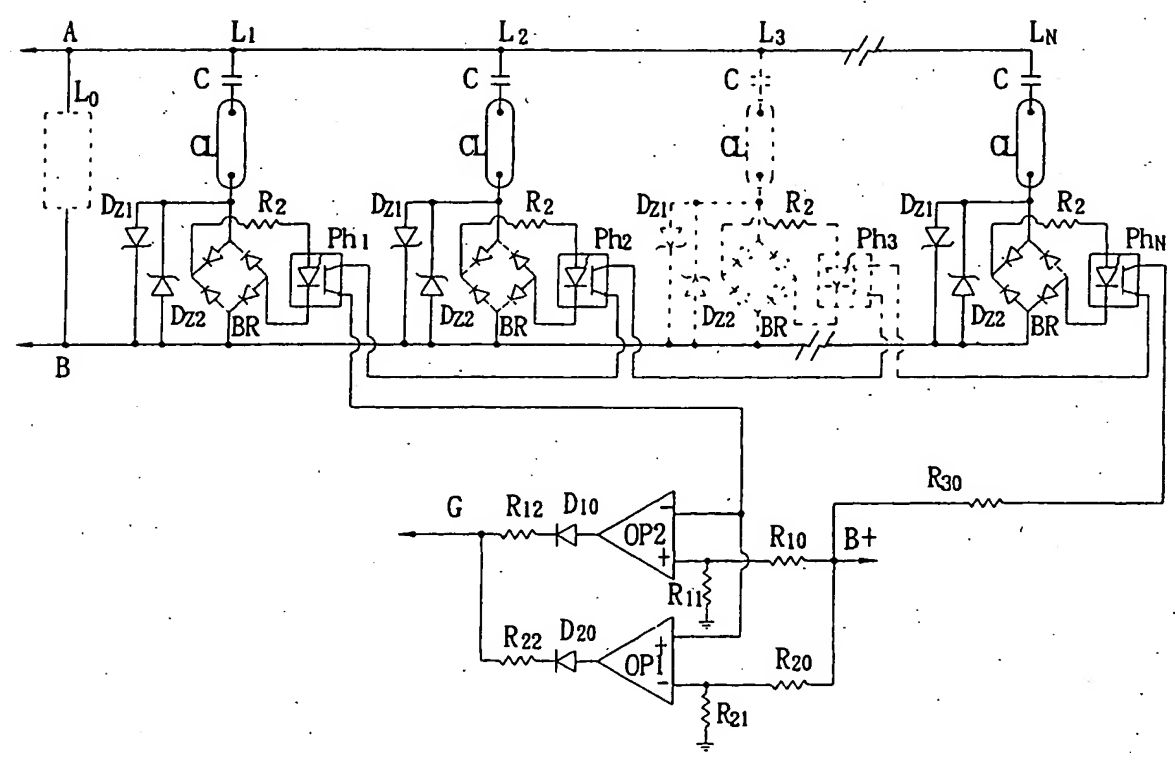 A L1 L2 L3 LN
C C C C
L0
CL CL CL CL
DZ1 R2 DZ1 R2 DZ1 R2 DZ1 R2
Ph1 Ph2 Ph3 PhN
DZ2 BR DZ2 BR DZ2 BR DZ2 BR
B
R30
G R12 D10 OP2 - + R10 B+
R11
R22 D20 OP1 + - R20
R21